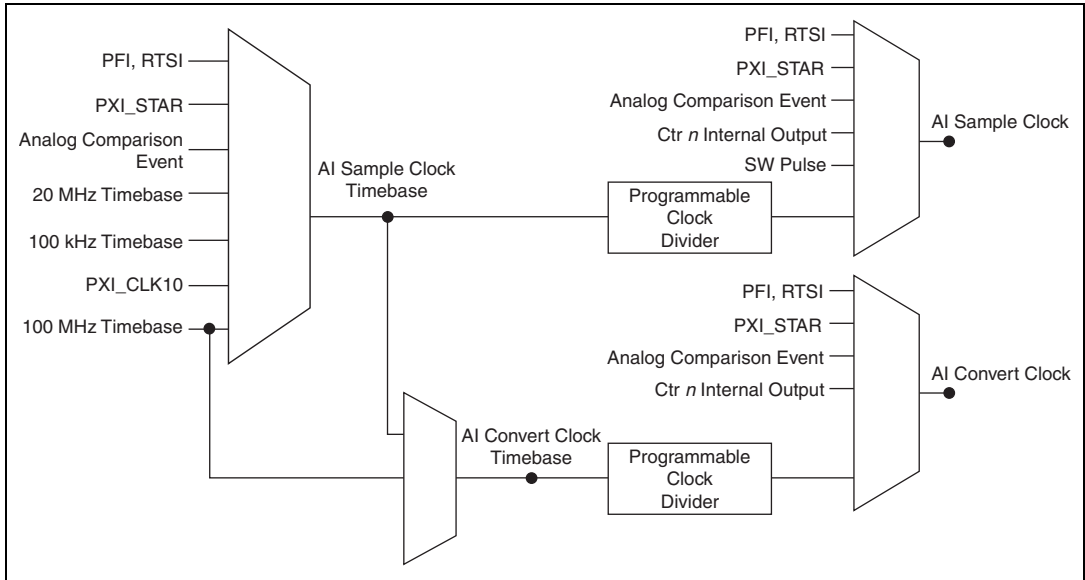 PFI, RTSI
PXI_STAR
Analog Comparison
Event
20 MHz Timebase
100 kHz Timebase
PXI_CLK10
100 MHz Timebase
AI Sample Clock
Timebase
Programmable
Clock
Divider
PFI, RTSI
PXI_STAR
Analog Comparison Event
Ctr n Internal Output
SW Pulse
AI Sample Clock
AI Convert Clock
Timebase
Programmable
Clock
Divider
PFI, RTSI
PXI_STAR
Analog Comparison Event
Ctr n Internal Output
AI Convert Clock